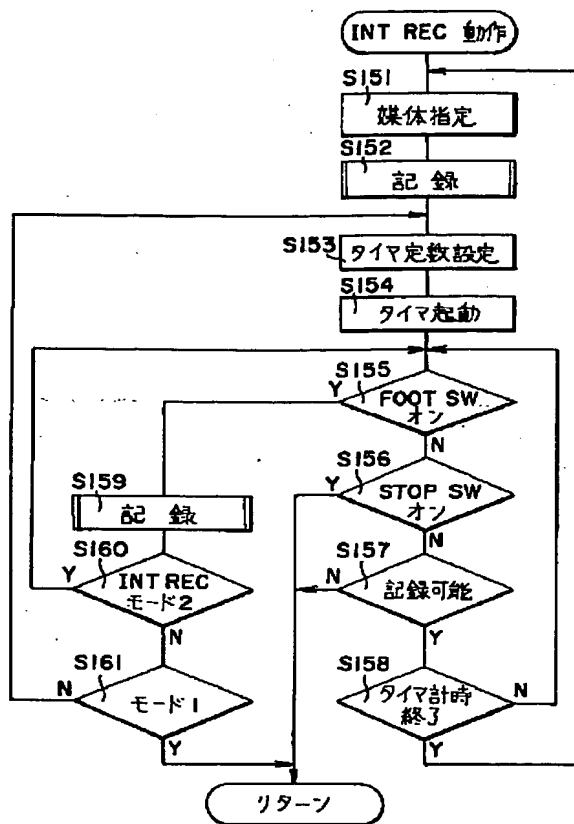 INT REC 動作
S151
媒体指定
S152
記録
S153
タイマ定数設定
S154
タイマ起動
S155
Y
FOOT SW
オン
N
S156
Y
STOP SW
オン
N
S157
N
記録可能
Y
S158
タイマ計時
終了
N
Y
S159
記録
S160
Y
INT REC
モード2
N
S161
N
モード1
Y
リターン